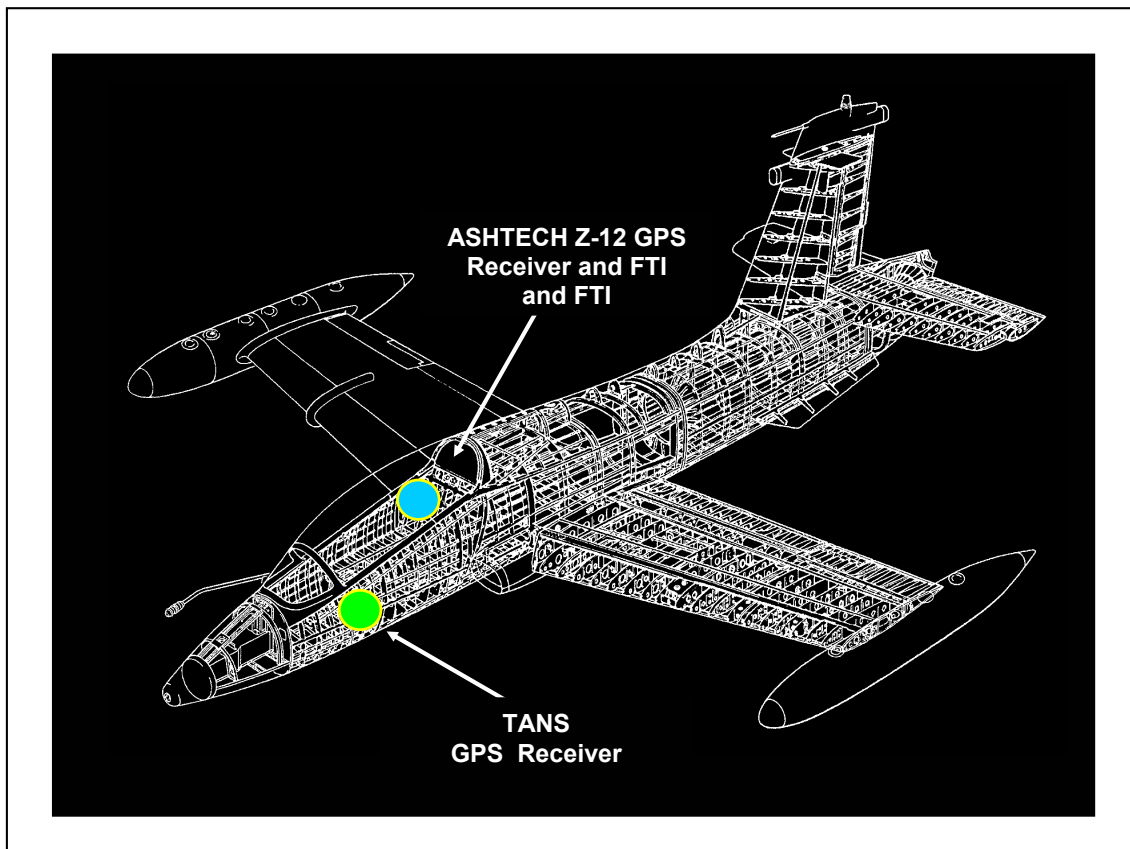 ASHTECH Z-12 GPS
Receiver and FTI
and FTI
TANS
GPS Receiver